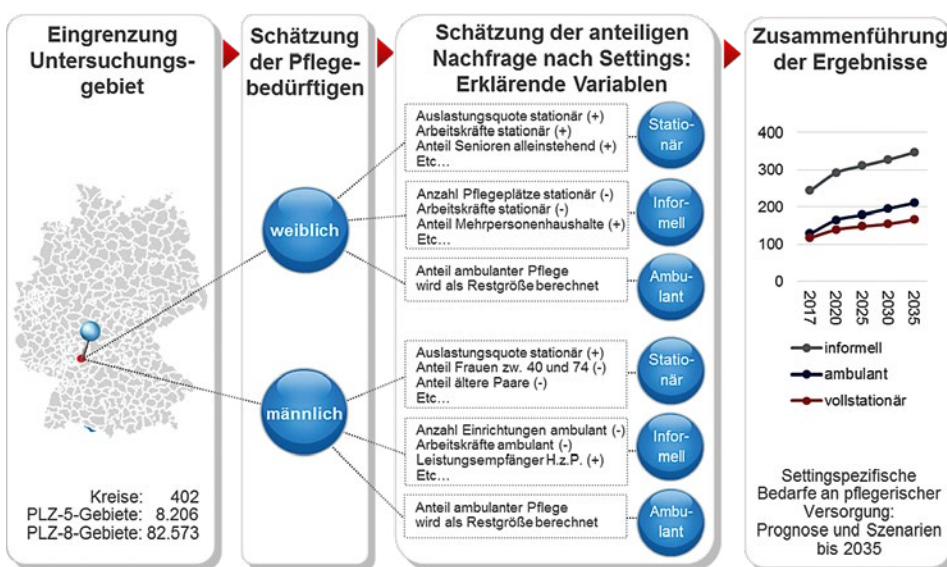 Eingrenzung
Untersuchungs-
gebiet
Kreise: 402
PLZ-5-Gebiete: 8.206
PLZ-8-Gebiete: 82.573
Schätzung
der Pflege-
bedürftigen
weiblich
männlich
Schätzung der anteiligen
Nachfrage nach Settings:
Erklärende Variablen
Auslastungsquote stationär (+)
Arbeitskräfte stationär (+)
Anteil Senioren alleinstehend (+)
Etc...
Statio-
när
Anzahl Pflegeplätze stationär (-)
Arbeitskräfte stationär (-)
Anteil Mehrpersonenhaushalte (+)
Etc...
Infor-
mell
Anteil ambulanter Pflege
wird als Restgröße berechnet
Ambu-
lant
Auslastungsquote stationär (+)
Anteil Frauen zw. 40 und 74 (-)
Anteil ältere Paare (-)
Etc...
Statio-
när
Anzahl Einrichtungen ambulant (-)
Arbeitskräfte ambulant (-)
Leistungsempfänger H.z.P. (+)
Etc...
Infor-
mell
Anteil ambulanter Pflege
wird als Restgröße berechnet
Ambu-
lant
Zusammenführung
der Ergebnisse
400
300
200
100
0
2017
2020
2025
2030
2035
informell
ambulant
vollstationär
Settingspezifische
Bedarfe an pflegerischer
Versorgung:
Prognose und Szenarien
bis 2035